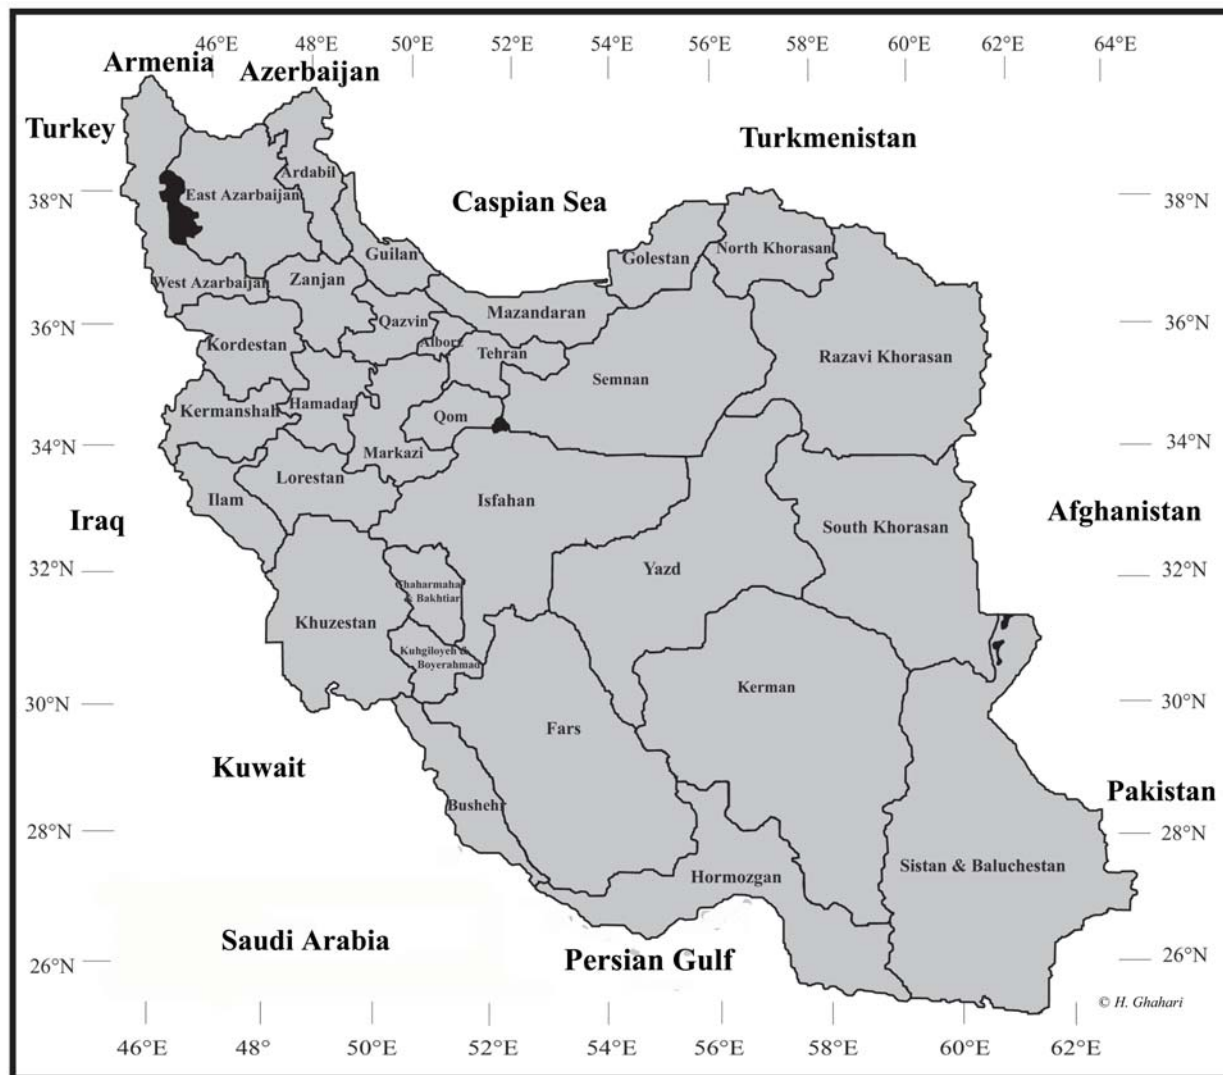 46°E 48°E 50°E 52°E 54°E 56°E 58°E 60°E 62°E 64°E
Armenia
Azerbaijan
Turkey
Turkmenistan
Ardabil
38°N
East Azarbaijan
Caspian Sea
38°N
Guilan
Golestan
North Khorasan
West Azarbaijan
Zanjan
Mazandaran
36°N
Qazvin
36°N
Kordestan
Alborz
Tehran
Razavi Khorasan
Semnan
Kermanshah
Hamadan
Qom
34°N
Markazi
34°N
Lorestan
Ilam
Isfahan
Iraq
South Khorasan
Afghanistan
32°N
Yazd
32°N
Chaharmahal
& Bakhtiari
Khuzestan
Kuhgiloyeh &
Boyerahmad
Kerman
30°N
30°N
Fars
Kuwait
Bushehr
Pakistan
28°N
28°N
Sistan & Baluchestan
Hormozgan
Saudi Arabia
Persian Gulf
26°N
26°N
© H. Ghahari
46°E 48° 50°E 52°E 54°E 56°E 58°E 60°E 62°E